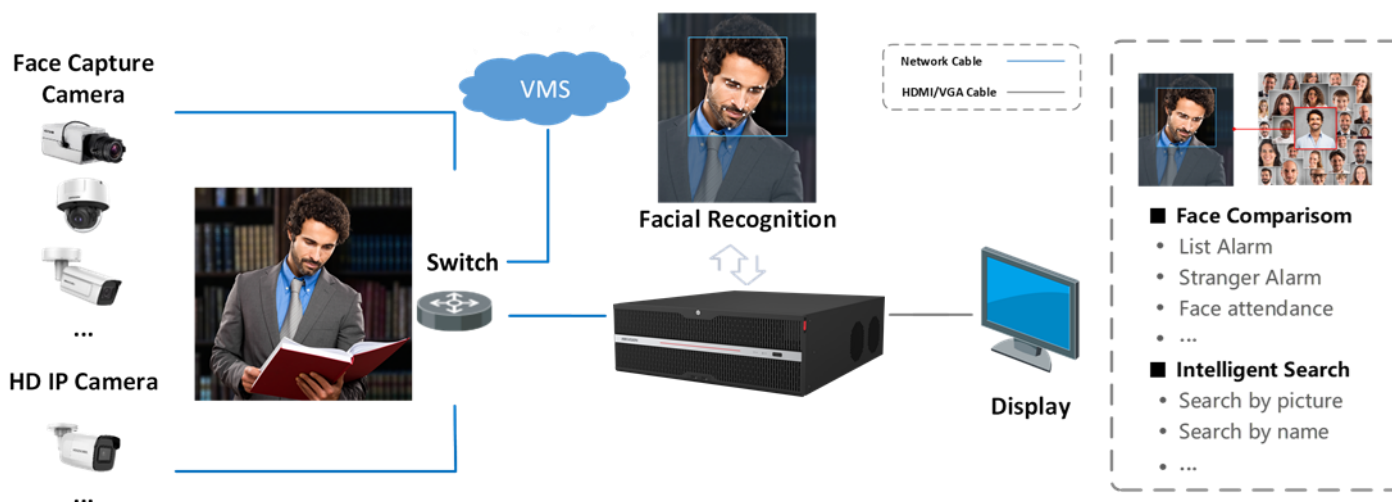 Face Capture
Camera
...
HD IP Camera
...
VMS
Switch
Facial Recognition
Network Cable
HDMI/VGA Cable
Display
■ Face Comparisom
• List Alarm
• Stranger Alarm
• Face attendance
• ...
■ Intelligent Search
• Search by picture
• Search by name
• ...